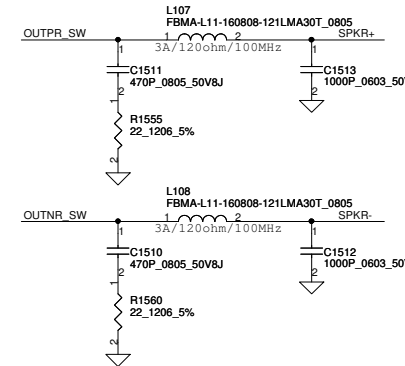 L107
FBMA-L11-160808-121LMA30T_0805
OUTPR_SW
1
2
SPKR+
3A/120ohm/100MHz
1
C1511
470P_0805_50V8J
2
1
C1513
1000P_0603_50
2
1
R1555
22_1206_5%
2
L108
FBMA-L11-160808-121LMA30T_0805
OUTNR_SW
1
2
SPKR-
3A/120ohm/100MHz
1
C1510
470P_0805_50V8J
2
1
C1512
1000P_0603_50
2
1
R1560
22_1206_5%
2